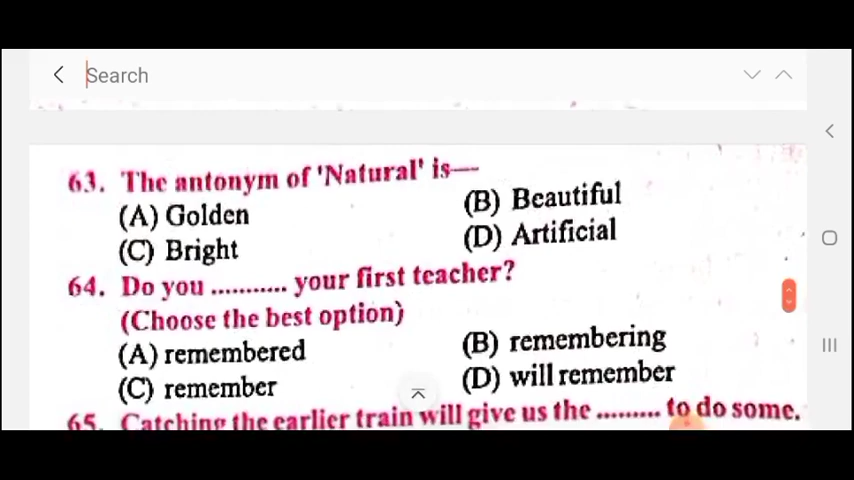 Search
63. The antonym of 'Natural' is—
(A) Golden (B) Beautiful
(C) Bright (D) Artificial
64. Do you ........... your first teacher?
(Choose the best option)
(A) remembered (B) remembering
(C) remember (D) will remember
65. Catching the earlier train will give us the ......... to do some.